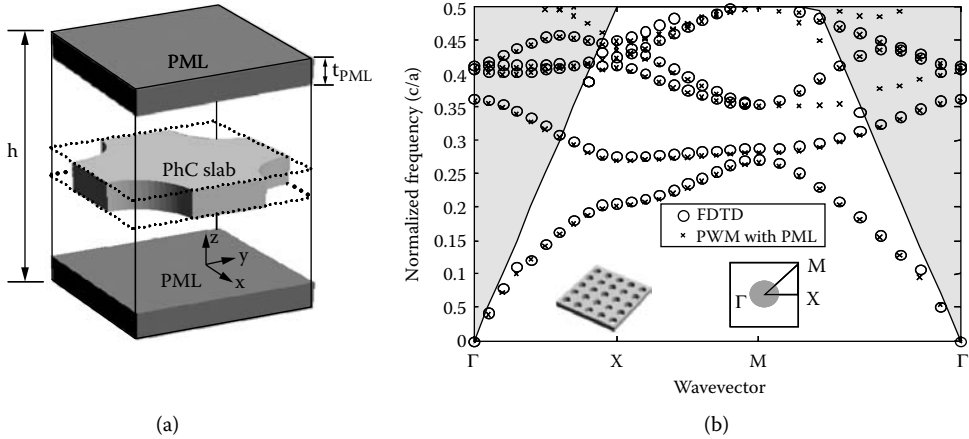 PML
t_PML
h
PhC slab
z
y
x
PML
(a)
Normalized frequency (c/a)
0.5
0.45
0.4
0.35
0.3
0.25
0.2
0.15
0.1
0.05
0
FDTD
PWM with PML
M
Γ
X
Γ X M Γ
Wavevector
(b)